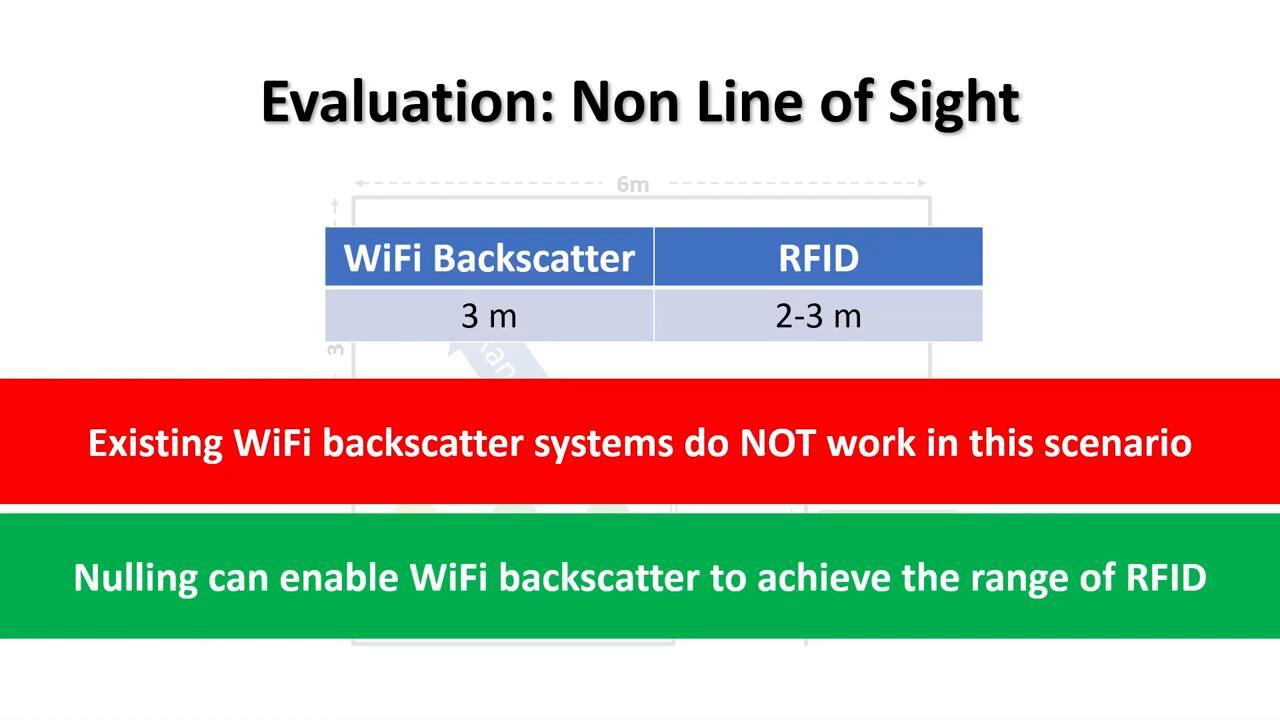 Evaluation: Non Line of Sight
6m
WiFi Backscatter RFID
3 m 2-3 m
3
Existing WiFi backscatter systems do NOT work in this scenario
Nulling can enable WiFi backscatter to achieve the range of RFID